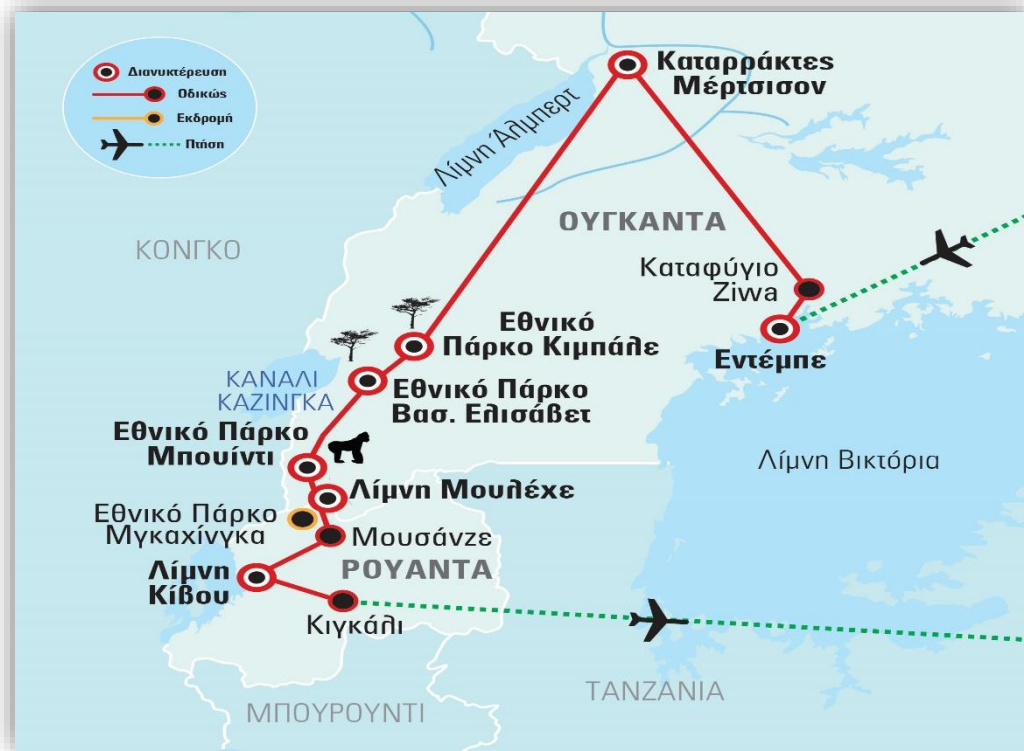 Διανυκτέρευση
Οδικώς
Εκδρομή
Πτήση
Καταρράκτες
Μέρτσισον
Λίμνη Άλμπερτ
ΟΥΓΚΑΝΤΑ
ΚΟΝΓΚΟ
Καταφύγιο
Ziwa
Εντέμπε
Εθνικό
Πάρκο Κιμπάλε
ΚΑΝΑΛΙ
ΚΑΖΙΝΓΚΑ
Εθνικό Πάρκο
Βασ. Ελισάβετ
Εθνικό Πάρκο
Μπουίντι
Λίμνη Βικτόρια
Λίμνη Μουλέχε
Εθνικό Πάρκο
Μγκαχίνγκα
Μουσάνζε
Λίμνη
Κίβου
ΡΟΥΑΝΤΑ
Κιγκάλι
ΤΑΝΖΑΝΙΑ
ΜΠΟΥΡΟΥΝΤΙ